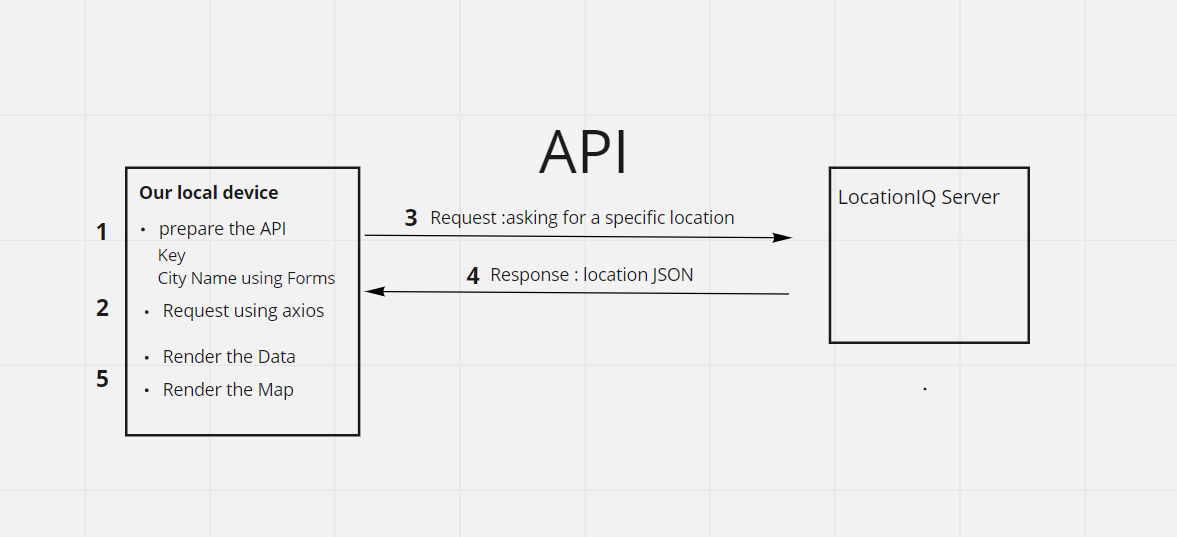 API
Our local device
1
• prepare the API
Key
City Name using Forms
2
• Request using axios
• Render the Data
5
• Render the Map
3 Request :asking for a specific location
4 Response : location JSON
LocationIQ Server